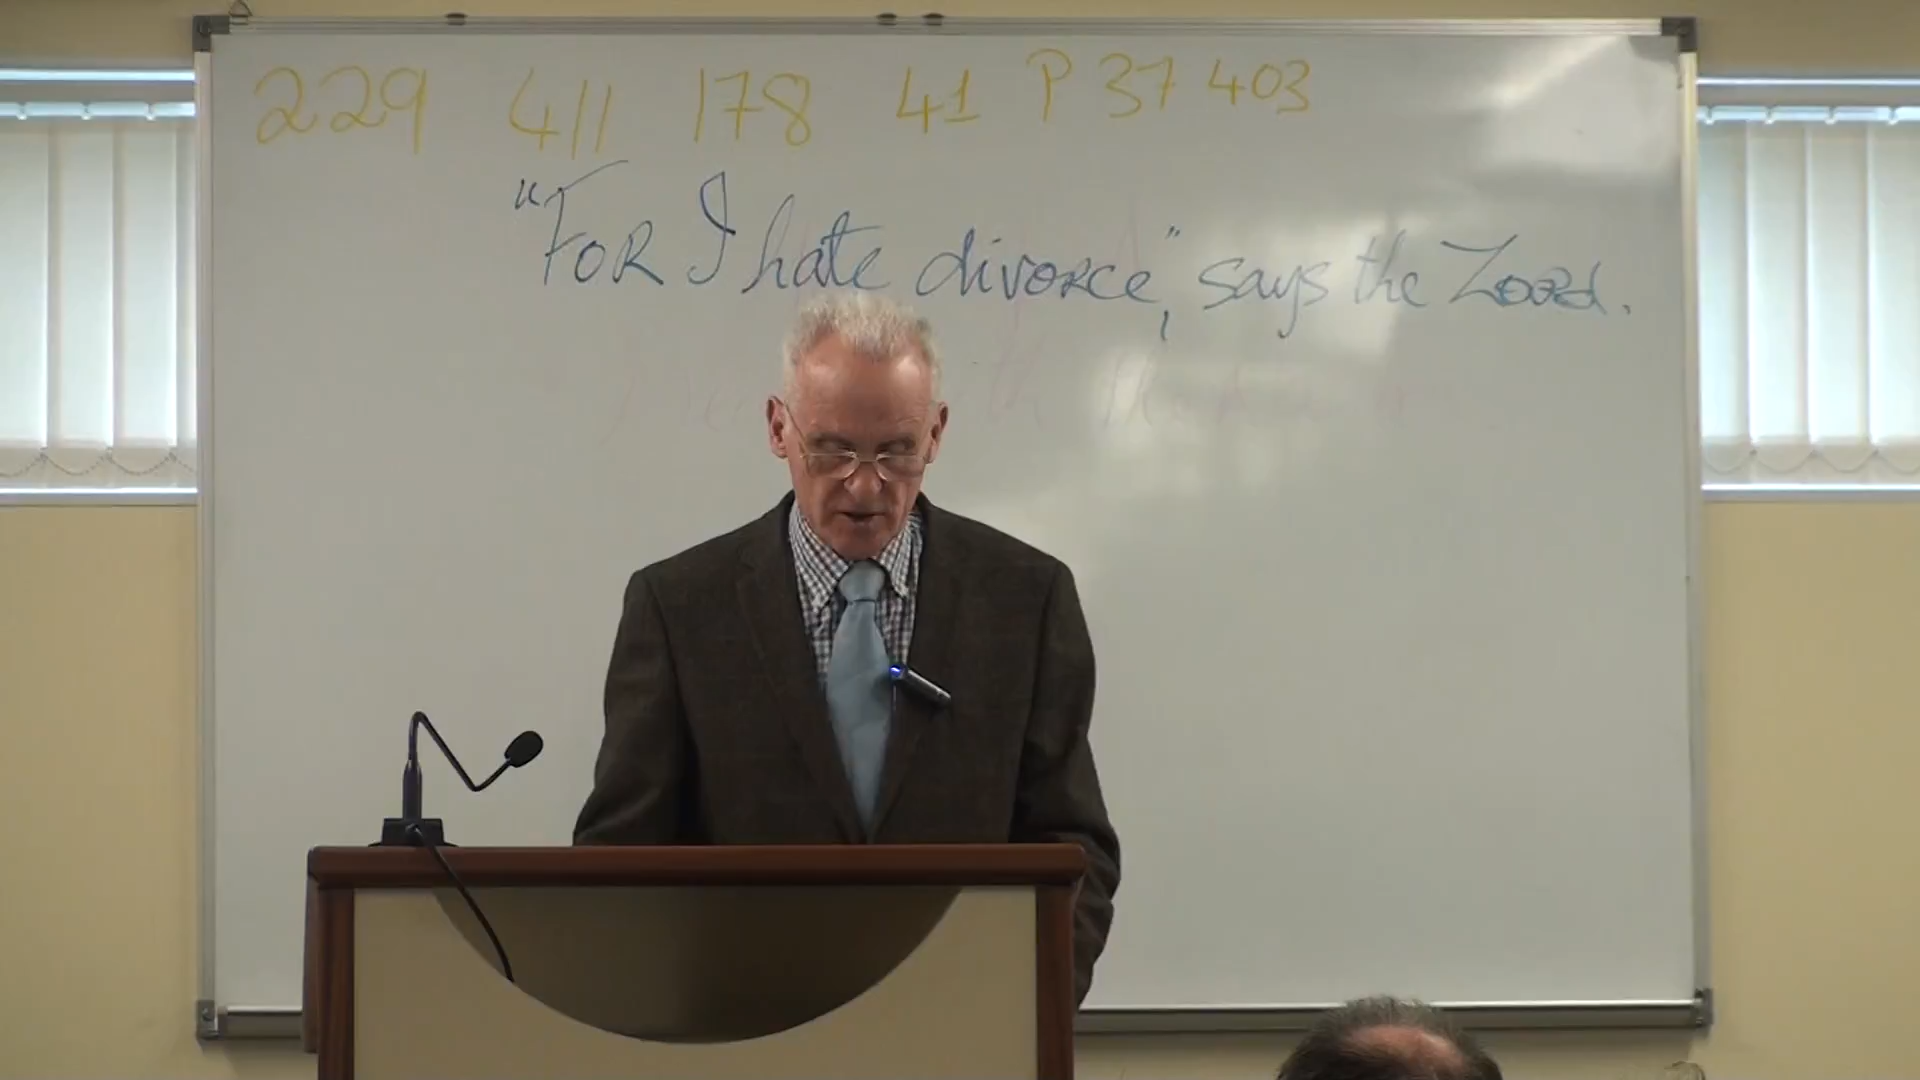 229 411 178 41 P 37 403
"FOR I hate divorce," says the Lord.